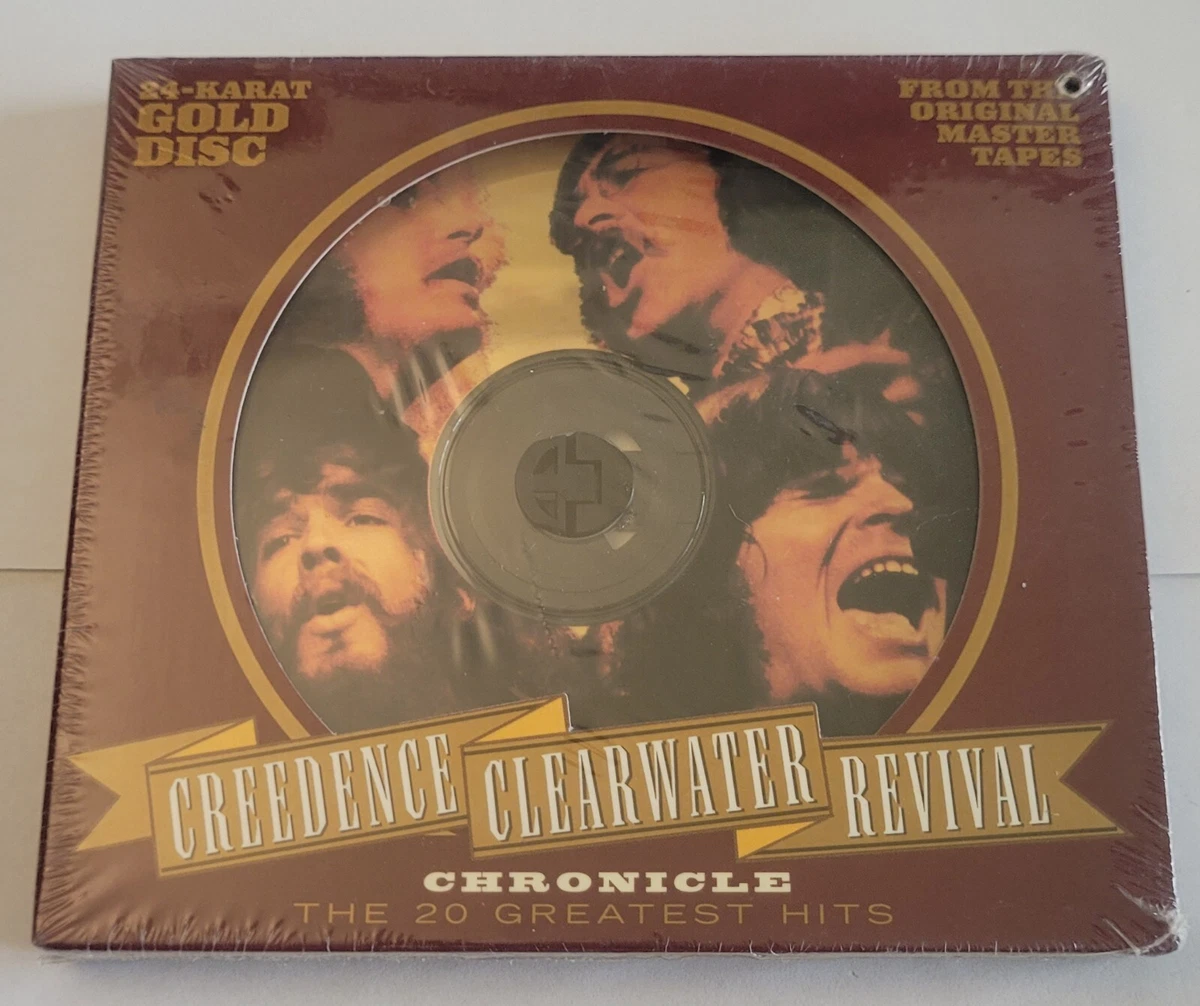 24-KARAT
GOLD
DISC
FROM THE
ORIGINAL
MASTER
TAPES
CREEDENCE CLEARWATER REVIVAL
CHRONICLE
THE 20 GREATEST HITS